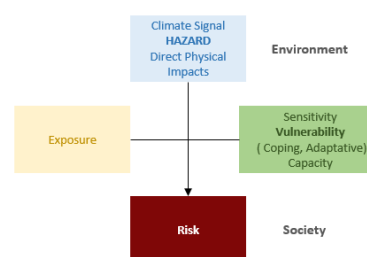 Climate Signal
HAZARD
Direct Physical
Impacts
Environment
Exposure
Sensitivity
Vulnerability
( Coping, Adaptative)
Capacity
Risk
Society